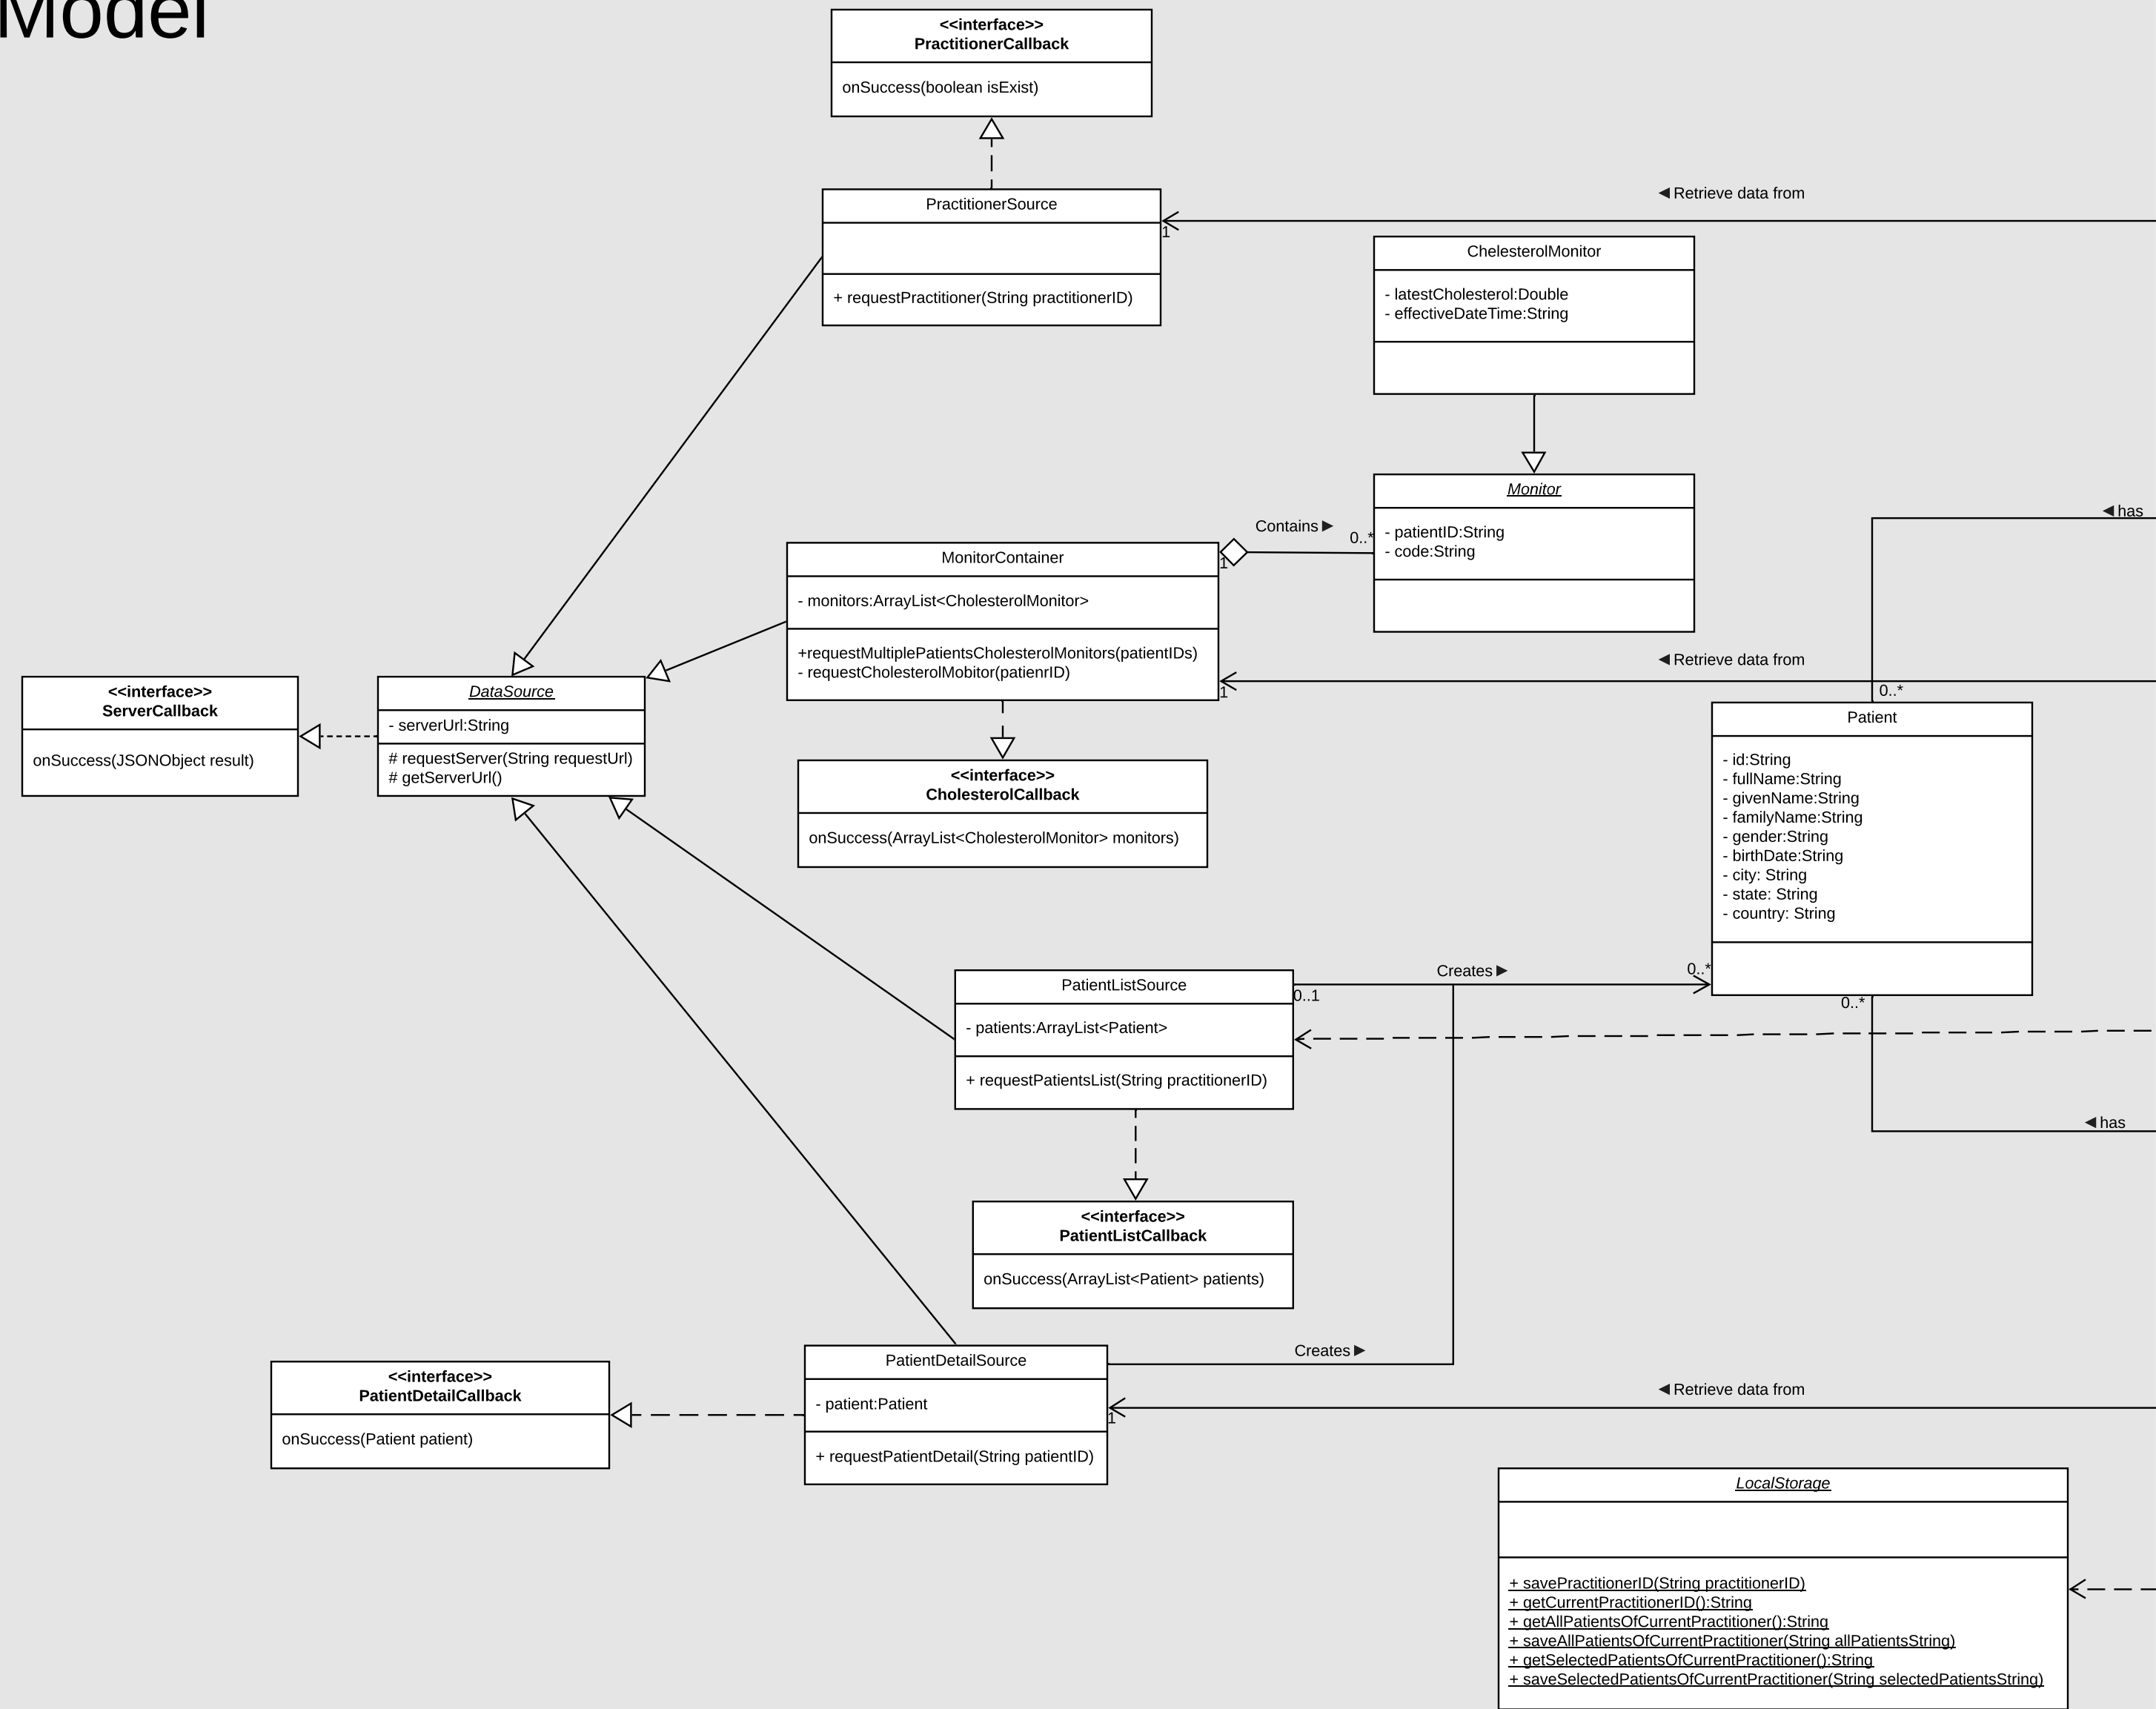 Model
<<interface>>
PractitionerCallback
onSuccess(boolean isExist)
PractitionerSource
+ requestPractitioner(String practitionerID)
◀ Retrieve data from
1
ChelesterolMonitor
- latestCholesterol:Double
- effectiveDateTime:String
Monitor
- patientID:String
- code:String
Contains ▶
0..*
1
◀ has
MonitorContainer
- monitors:ArrayList<CholesterolMonitor>
+requestMultiplePatientsCholesterolMonitors(patientIDs)
- requestCholesterolMobitor(patienrID)
◀ Retrieve data from
1
<<interface>>
ServerCallback
onSuccess(JSONObject result)
DataSource
- serverUrl:String
# requestServer(String requestUrl)
# getServerUrl()
<<interface>>
CholesterolCallback
onSuccess(ArrayList<CholesterolMonitor> monitors)
0..*
Patient
- id:String
- fullName:String
- givenName:String
- familyName:String
- gender:String
- birthDate:String
- city: String
- state: String
- country: String
PatientListSource
- patients:ArrayList<Patient>
+ requestPatientsList(String practitionerID)
Creates ▶
0..1
0..*
0..*
◀ has
<<interface>>
PatientListCallback
onSuccess(ArrayList<Patient> patients)
<<interface>>
PatientDetailCallback
onSuccess(Patient patient)
PatientDetailSource
- patient:Patient
+ requestPatientDetail(String patientID)
Creates ▶
◀ Retrieve data from
1
LocalStorage
+ savePractitionerID(String practitionerID)
+ getCurrentPractitionerID():String
+ getAllPatientsOfCurrentPractitioner():String
+ saveAllPatientsOfCurrentPractitioner(String allPatientsString)
+ getSelectedPatientsOfCurrentPractitioner():String
+ saveSelectedPatientsOfCurrentPractitioner(String selectedPatientsString)